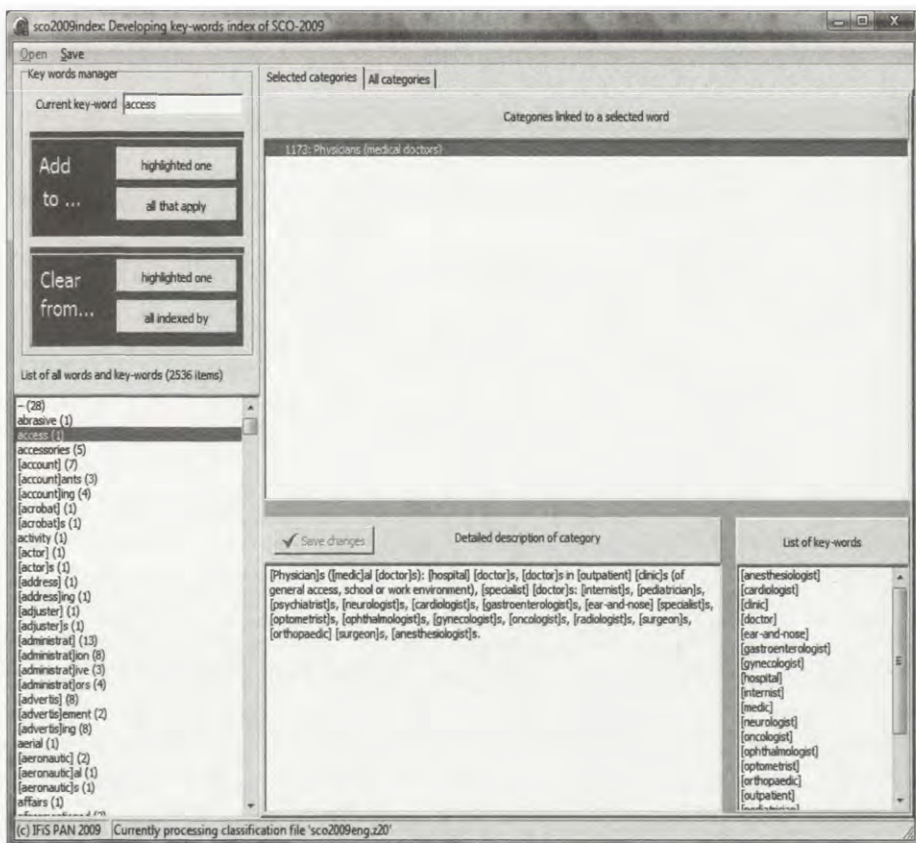 sco2009index: Developing key-words index of SCO-2009
Open Save
Key words manager
Current key-word access
Add to ...
highlighted one
all that apply
Clear from...
highlighted one
all indexed by
List of all words and key-words (2536 items)
-- (28)
abrasive (1)
access (1)
accessories (5)
[account] (7)
[account]ants (3)
[account]ing (4)
[acrobat] (1)
[acrobat]s (1)
activity (1)
[actor] (1)
[actor]s (1)
[address] (1)
[address]ing (1)
[adjuster] (1)
[adjuster]s (1)
[administrat] (13)
[administrat]ion (8)
[administrat]ive (3)
[administrat]ors (4)
[advertis] (8)
[advertis]ement (2)
[advertis]ing (8)
aerial (1)
[aeronautic] (2)
[aeronautic]al (1)
[aeronautic]s (1)
affairs (1)
Selected categories All categories
Categories linked to a selected word
1173: Physicians (medical doctors)
Save changes
Detailed description of category
[Physician]s ([medic]al [doctor]s): [hospital] [doctor]s, [doctor]s in [outpatient] [clinic]s (of
general access, school or work environment), [specialist] [doctor]s: [internist]s, [pediatrician]s,
[psychiatrist]s, [neurologist]s, [cardiologist]s, [gastroenterologist]s, [ear-and-nose] [specialist]s,
[optometrist]s, [ophthalmologist]s, [gynecologist]s, [oncologist]s, [radiologist]s, [surgeon]s,
[orthopaedic] [surgeon]s, [anesthesiologist]s.
List of key-words
[anesthesiologist]
[cardiologist]
[clinic]
[doctor]
[ear-and-nose]
[gastroenterologist]
[gynecologist]
[hospital]
[internist]
[medic]
[neurologist]
[oncologist]
[ophthalmologist]
[optometrist]
[orthopaedic]
[outpatient]
[pediatrician]
(c) IFiS PAN 2009 Currently processing classification file 'sco2009eng.z20'